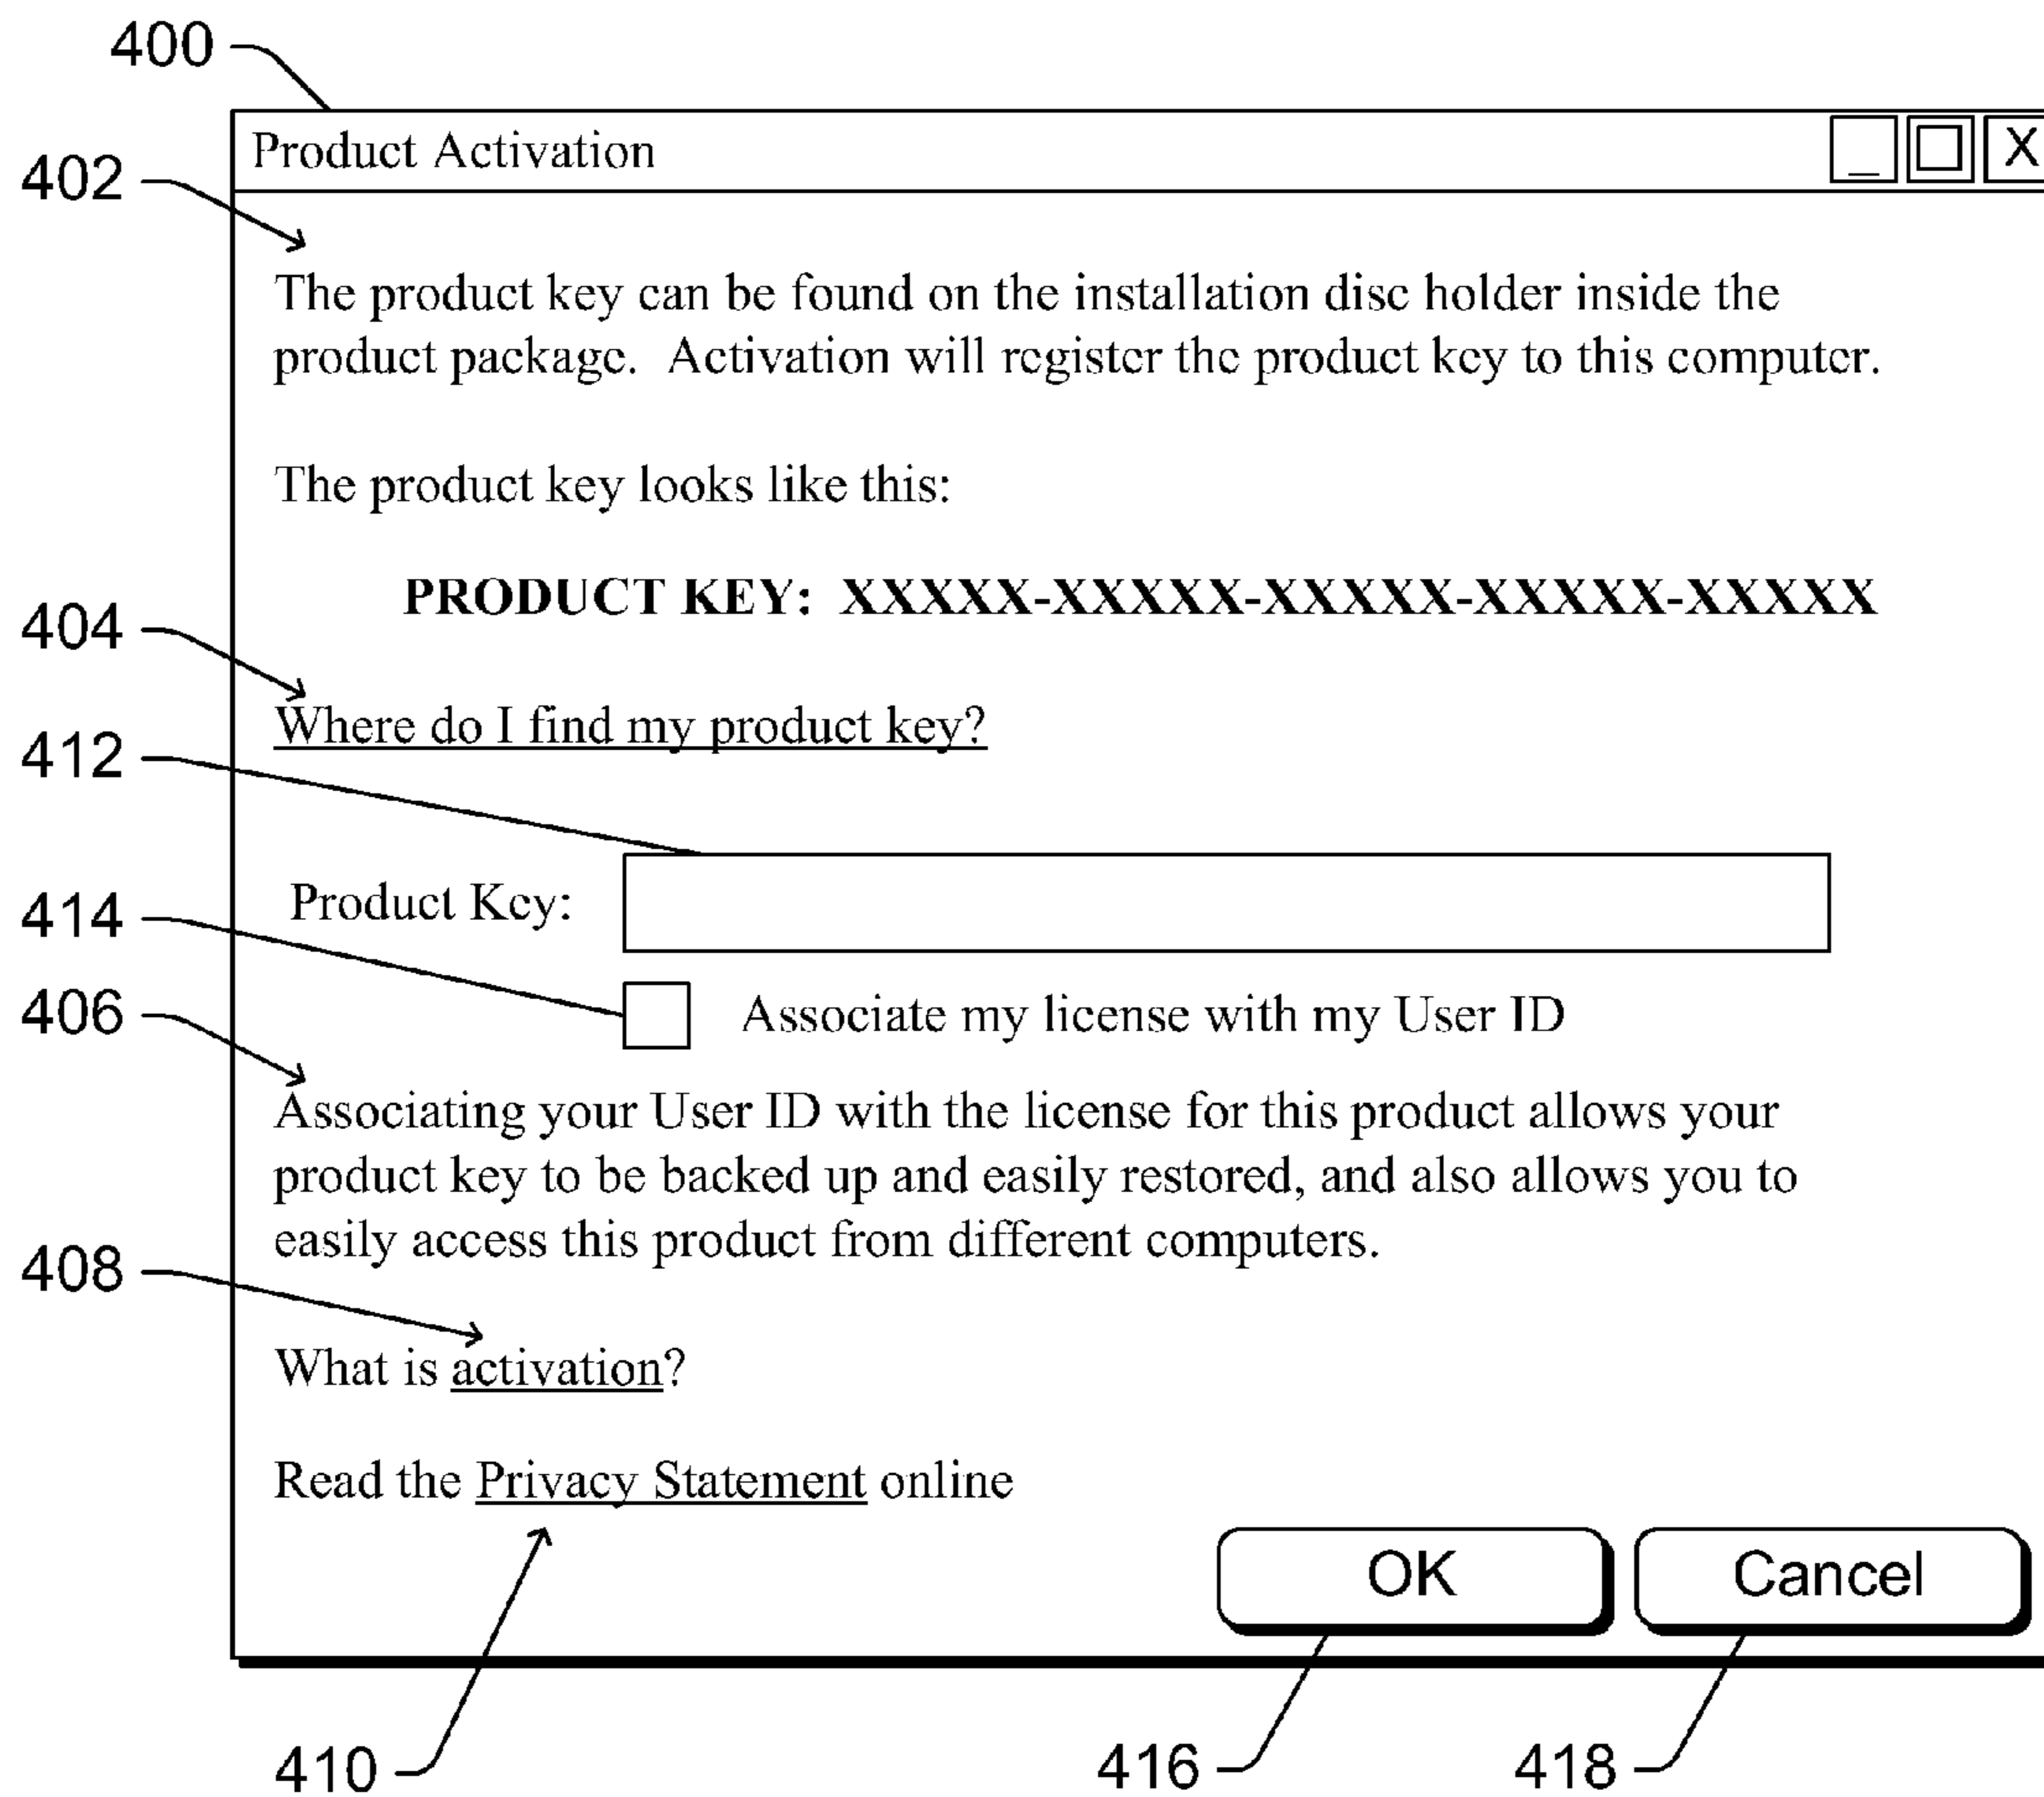 400
Product Activation _ X
402
The product key can be found on the installation disc holder inside the
product package. Activation will register the product key to this computer.
The product key looks like this:
PRODUCT KEY: XXXXX-XXXXX-XXXXX-XXXXX-XXXXX
404
Where do I find my product key?
412
Product Key:
414
Associate my license with my User ID
406
Associating your User ID with the license for this product allows your
product key to be backed up and easily restored, and also allows you to
easily access this product from different computers.
408
What is activation?
Read the Privacy Statement online
OK Cancel
410 416 418